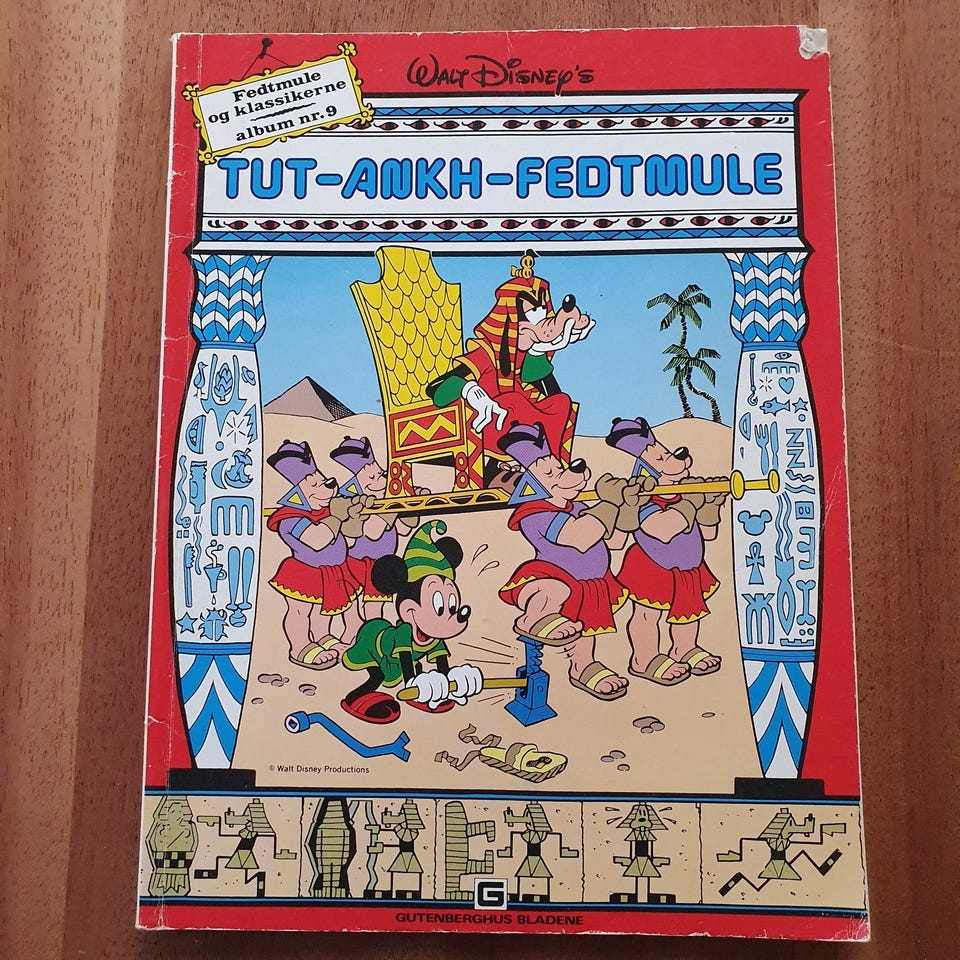 Fedtmule
og klassikerne
album nr. 9
WALT DISNEY'S
TUT-ANKH-FEDTMULE
© Walt Disney Productions
G
GUTENBERGHUS BLADENE